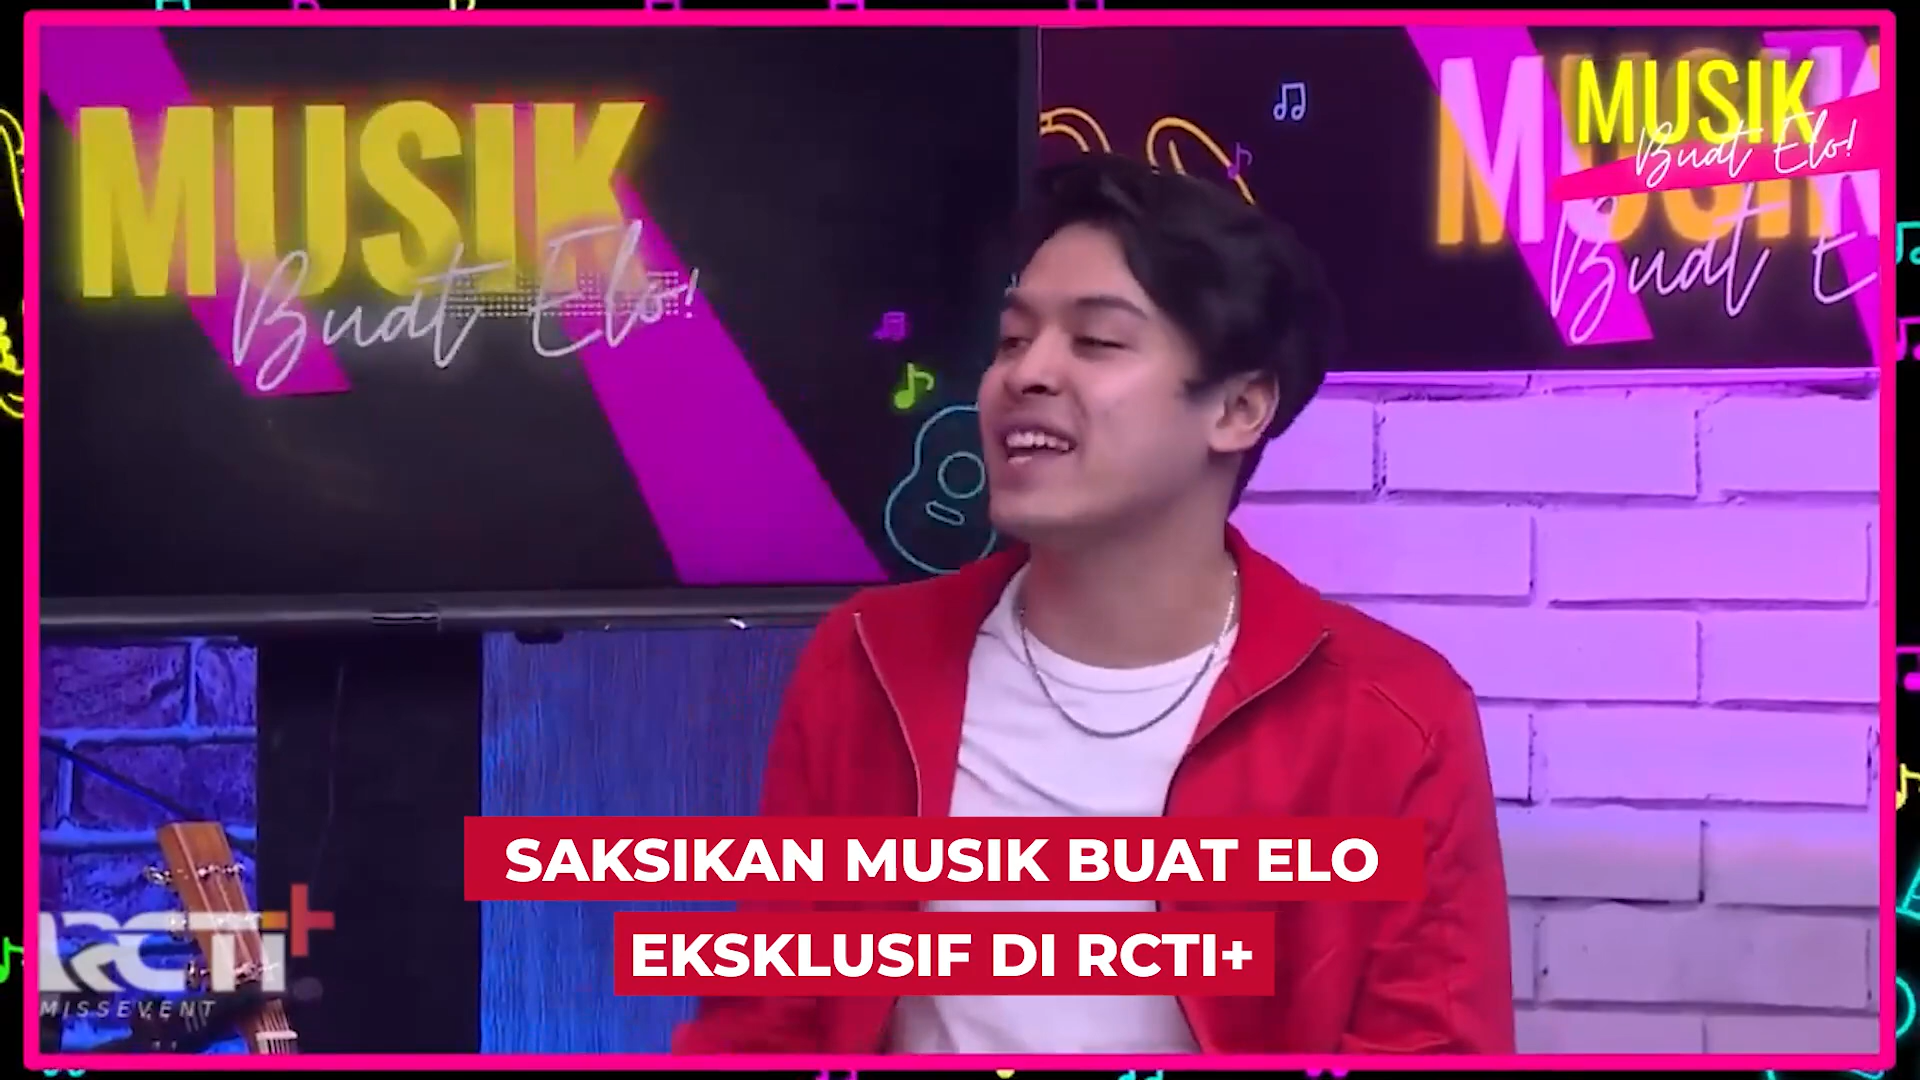 MUSIK
Buat Elo!
MUSIK
Buat E
MUSIK
Buat Elo!
SAKSIKAN MUSIK BUAT ELO
EKSKLUSIF DI RCTI+
RCTI+
MISSEVENT